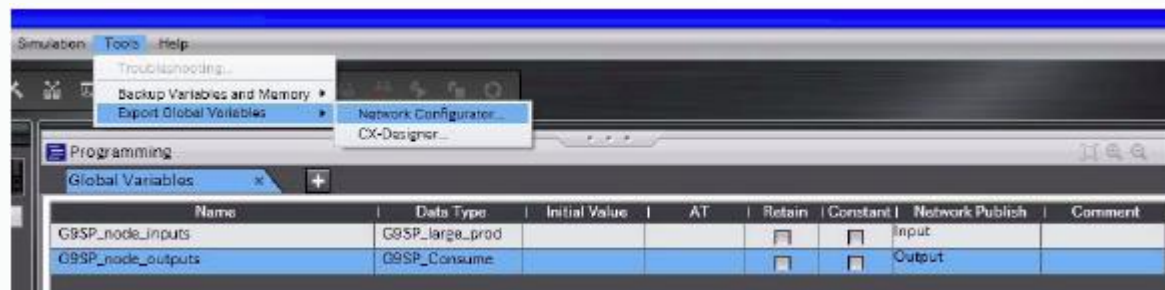 Simulation Tools Help
Troubleshooting...
Backup Variables and Memory
Export Global Variables
Network Configurator...
CX-Designer...
Programming
Global Variables
Name Data Type Initial Value AT Retain Constant Network Publish Comment
G9SP_node_inputs G9SP_large_prod Input
G9SP_node_outputs G9SP_Consume Output